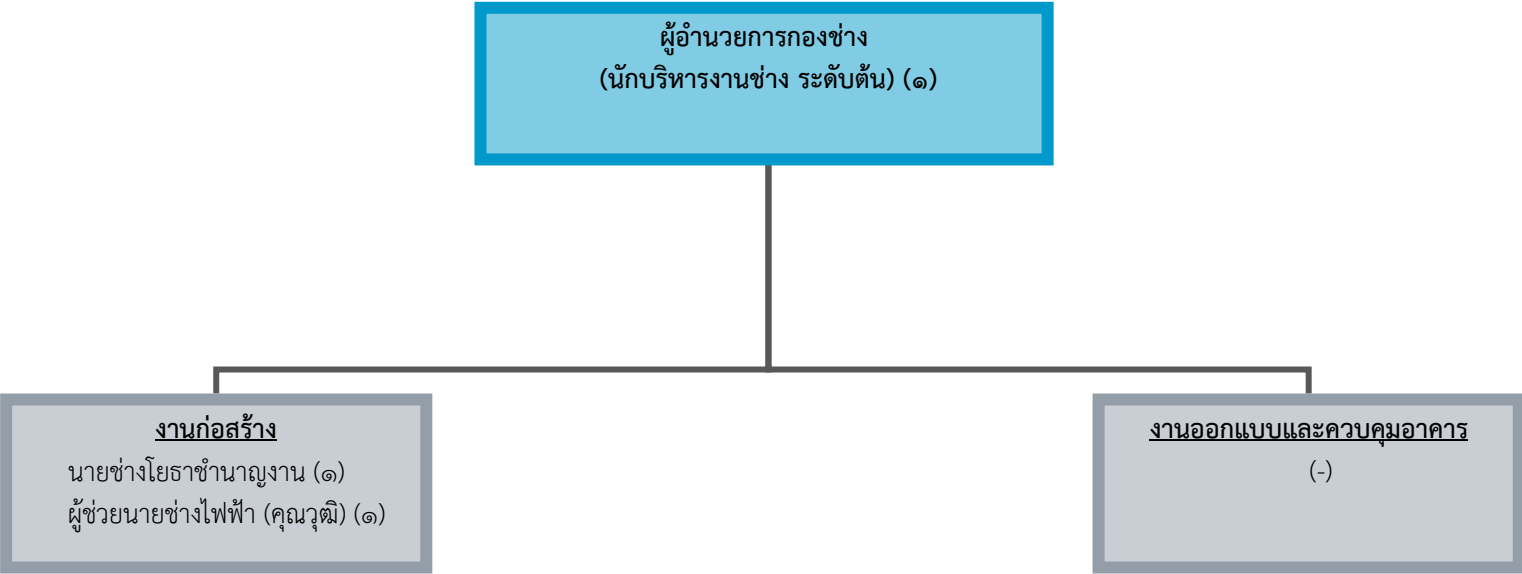 ผู้อำนวยการกองช่าง
(นักบริหารงานช่าง ระดับต้น) (๑)
งานก่อสร้าง
นายช่างโยธาชำนาญงาน (๑)
ผู้ช่วยนายช่างไฟฟ้า (คุณวุฒิ) (๑)
งานออกแบบและควบคุมอาคาร
(-)